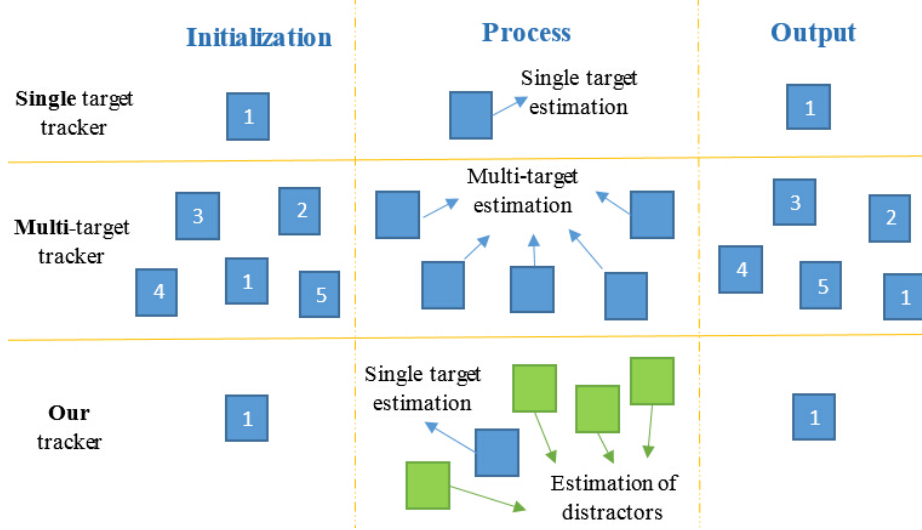 Initialization
Process
Output
Single target
tracker
1
Single target
estimation
1
Multi-target
tracker
3
2
4
1
5
Multi-target
estimation
3
2
4
5
1
Our
tracker
1
Single target
estimation
Estimation of
distractors
1